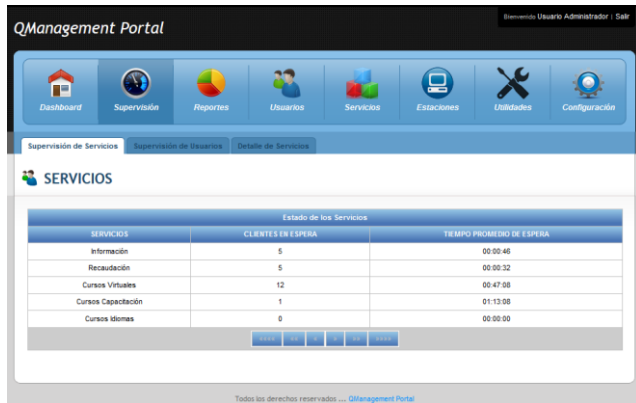 Bienvenido Usuario Administrador | Salir
QManagement Portal
Dashboard Supervisión Reportes Usuarios Servicios Estaciones Utilidades Configuración
Supervisión de Servicios Supervisión de Usuarios Detalle de Servicios
SERVICIOS
Estado de los Servicios
SERVICIOS CLIENTES EN ESPERA TIEMPO PROMEDIO DE ESPERA
Información 5 00:00:46
Recaudación 5 00:00:32
Cursos Virtuales 12 00:47:08
Cursos Capacitación 1 01:13:08
Cursos Idiomas 0 00:00:00
<<<< << < > >> >>>>
Todos los derechos reservados ... QManagement Portal